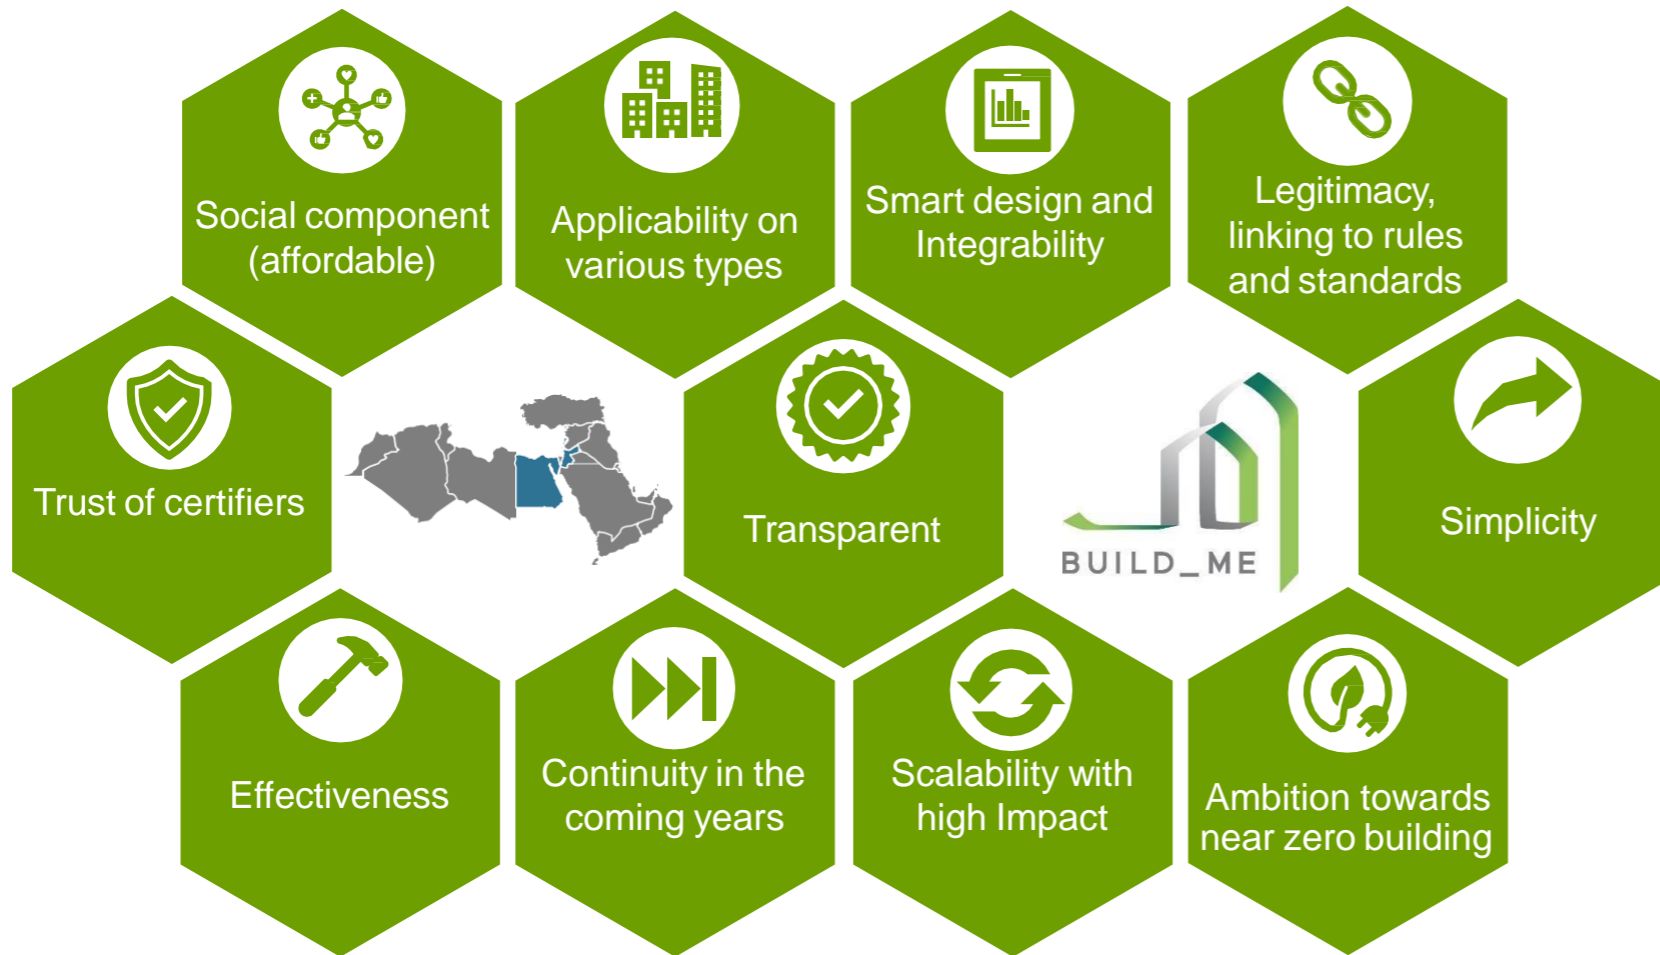 Social component
(affordable)
Applicability on
various types
Smart design and
Integrability
Legitimacy,
linking to rules
and standards
Trust of certifiers
Transparent
BUILD_ME
Simplicity
Effectiveness
Continuity in the
coming years
Scalability with
high Impact
Ambition towards
near zero building